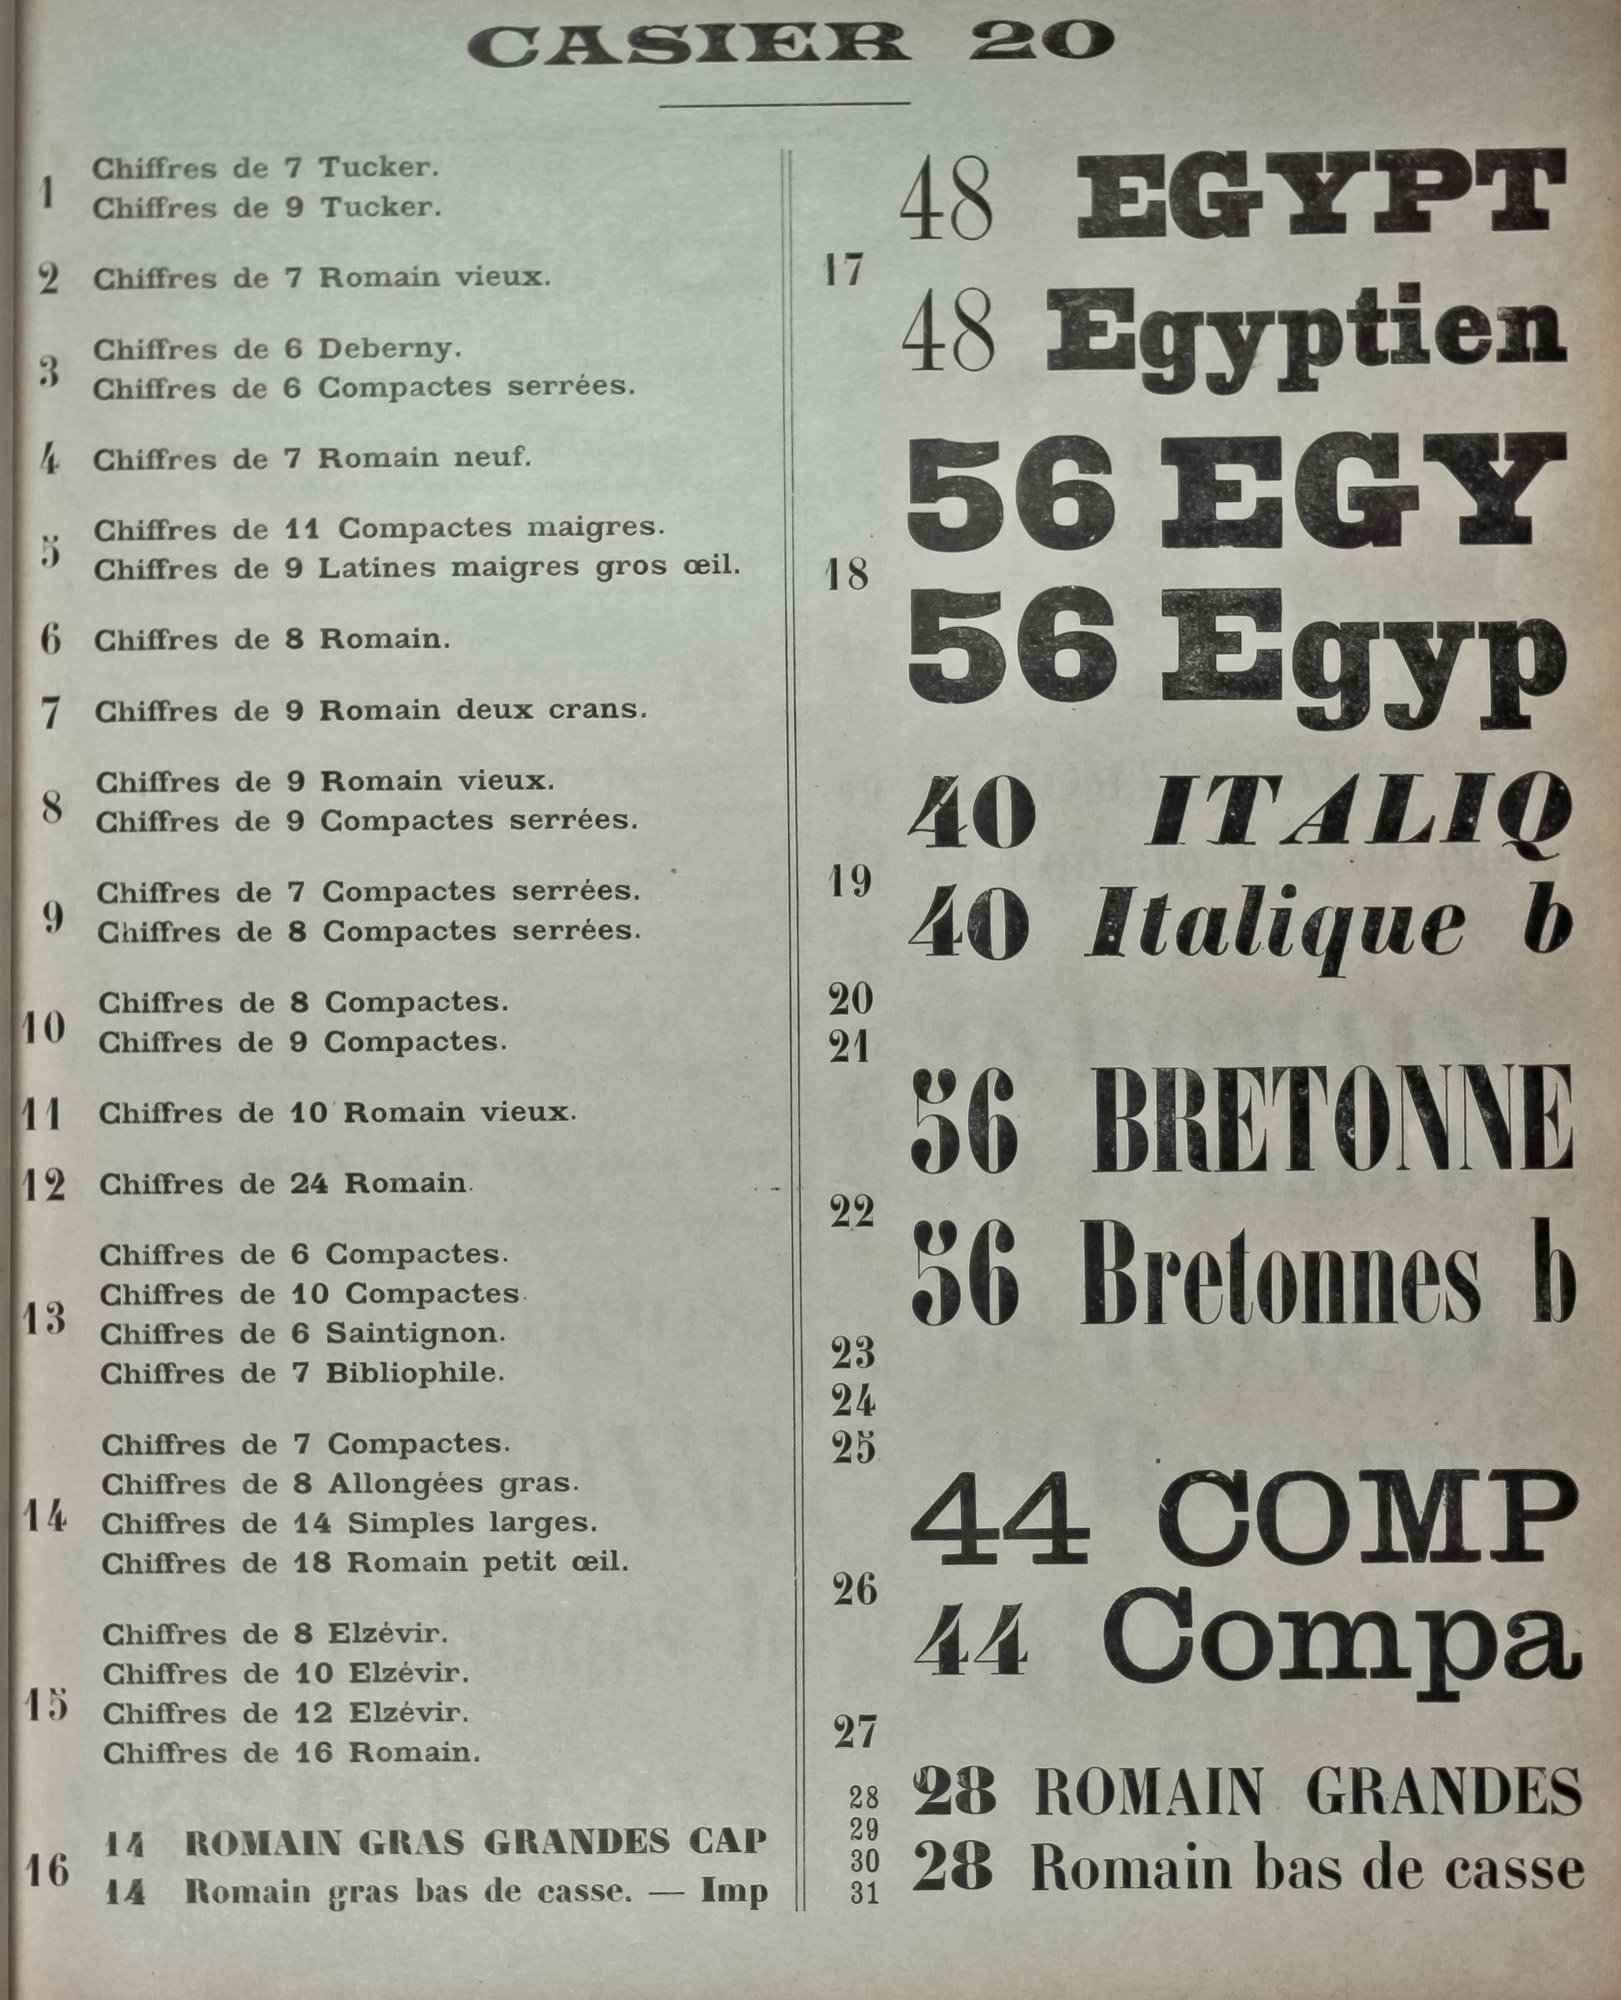 CASIER 20
1
Chiffres de 7 Tucker.
Chiffres de 9 Tucker.
2 Chiffres de 7 Romain vieux.
3
Chiffres de 6 Deberny.
Chiffres de 6 Compactes serrées.
4 Chiffres de 7 Romain neuf.
5
Chiffres de 11 Compactes maigres.
Chiffres de 9 Latines maigres gros œil.
6 Chiffres de 8 Romain.
7 Chiffres de 9 Romain deux crans.
8
Chiffres de 9 Romain vieux.
Chiffres de 9 Compactes serrées.
9
Chiffres de 7 Compactes serrées.
Chiffres de 8 Compactes serrées.
10
Chiffres de 8 Compactes.
Chiffres de 9 Compactes.
11 Chiffres de 10 Romain vieux.
12 Chiffres de 24 Romain.
13
Chiffres de 6 Compactes.
Chiffres de 10 Compactes.
Chiffres de 6 Saintignon.
Chiffres de 7 Bibliophile.
14
Chiffres de 7 Compactes.
Chiffres de 8 Allongées gras.
Chiffres de 14 Simples larges.
Chiffres de 18 Romain petit œil.
15
Chiffres de 8 Elzévir.
Chiffres de 10 Elzévir.
Chiffres de 12 Elzévir.
Chiffres de 16 Romain.
16
14 ROMAIN GRAS GRANDES CAP
14 Romain gras bas de casse. — Imp
17
48 EGYPT
48 Egyptien
18
56 EGY
56 Egyp
19
40 ITALIQ
40 Italique b
20
21
22
56 BRETONNE
56 Bretonnes b
23
24
25
26
44 COMP
44 Compa
27
28
28 ROMAIN GRANDES
29
30
28 Romain bas de casse
31